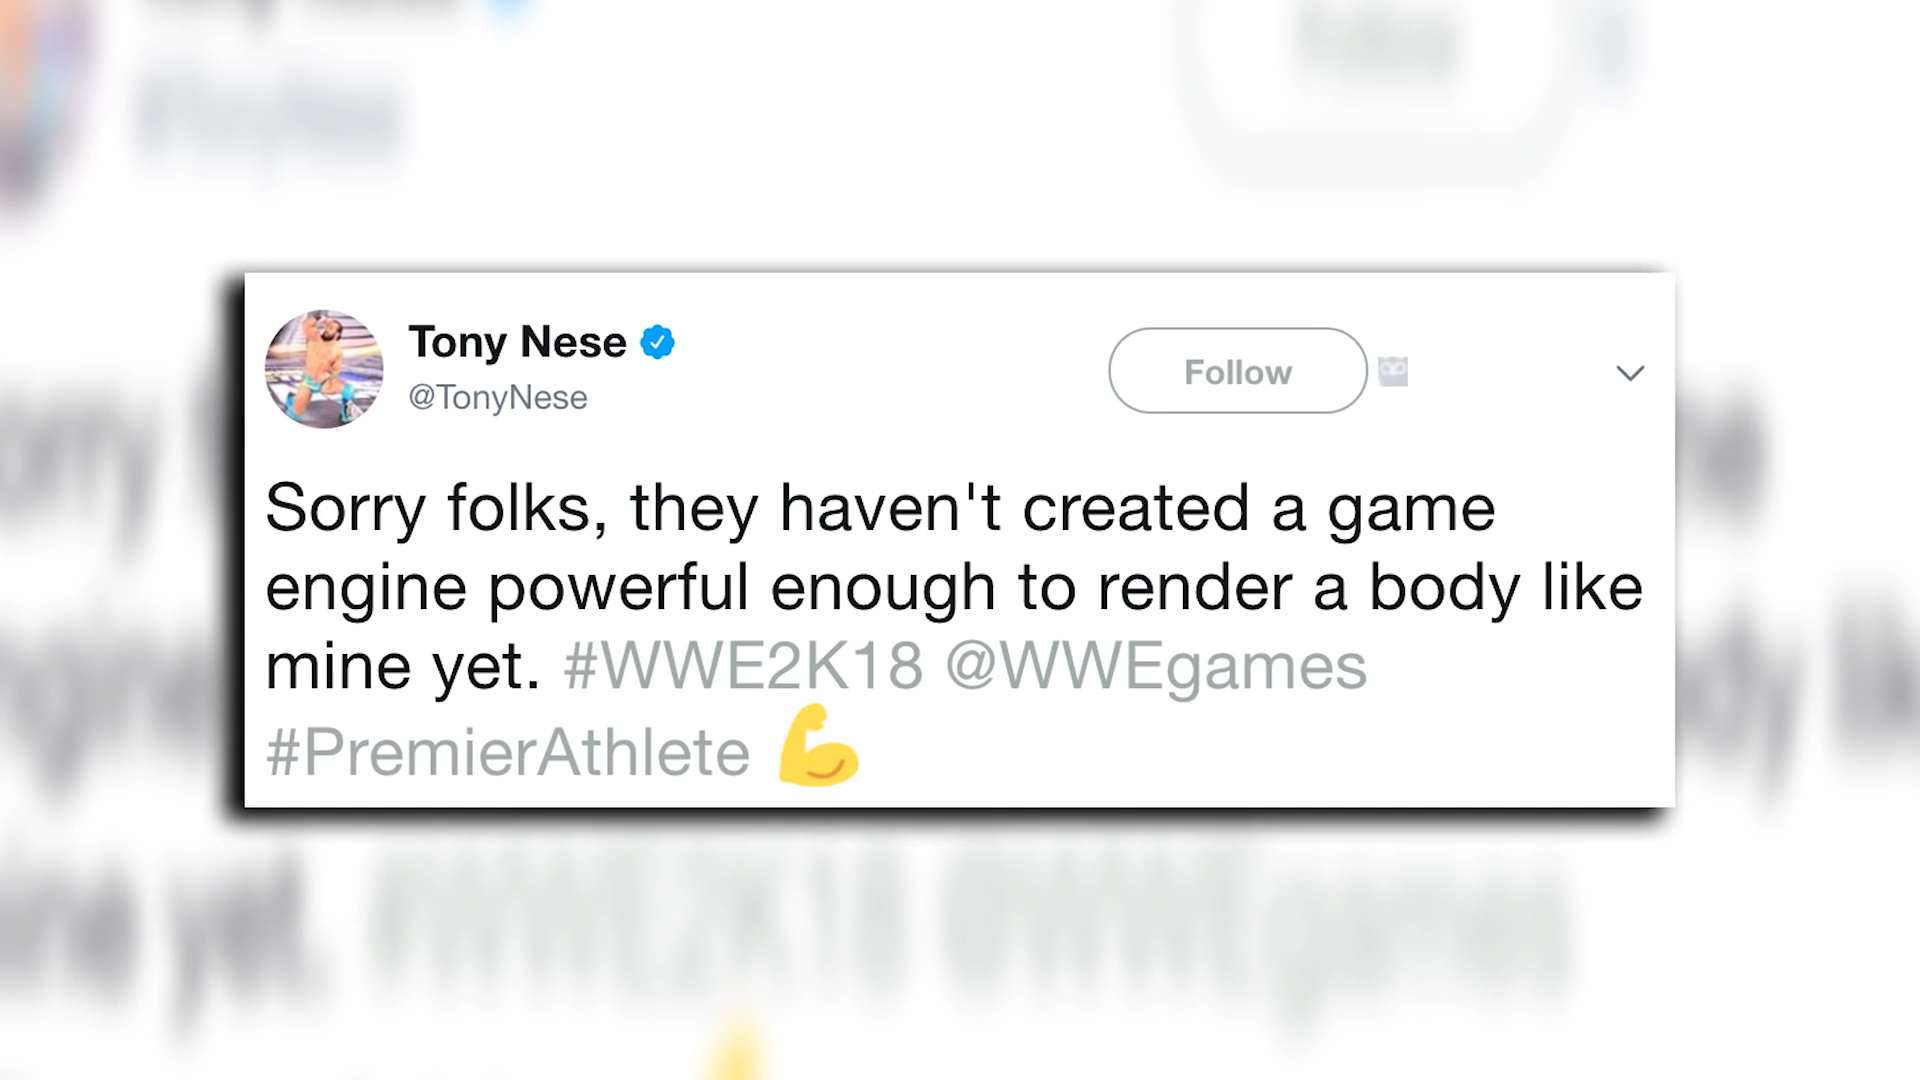 Tony Nese
@TonyNese
Follow
Sorry folks, they haven't created a game
engine powerful enough to render a body like
mine yet. #WWE2K18 @WWEgames
#PremierAthlete 💪